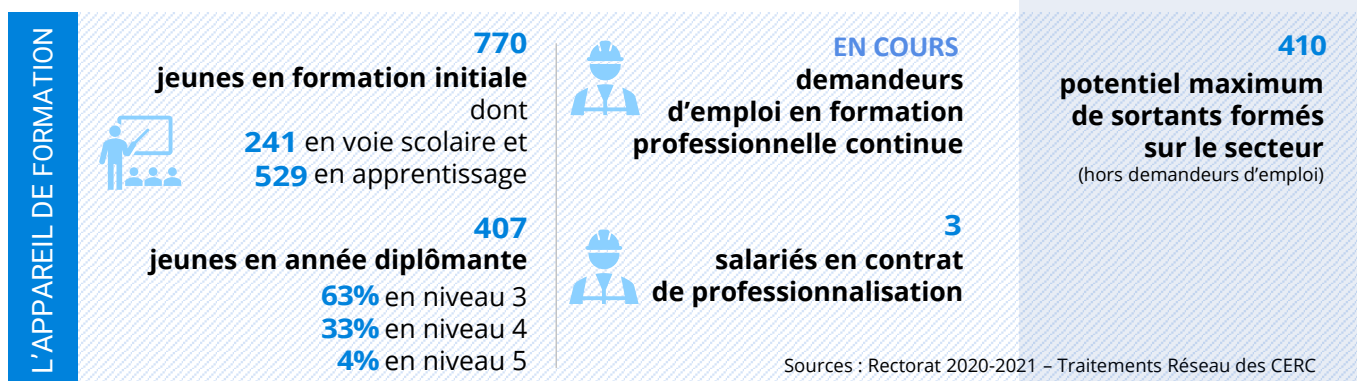 L'APPAREIL DE FORMATION
770
jeunes en formation initiale
dont
241 en voie scolaire et
529 en apprentissage
407
jeunes en année diplômante
63% en niveau 3
33% en niveau 4
4% en niveau 5
EN COURS
demandeurs
d'emploi en formation
professionnelle continue
3
salariés en contrat
de professionnalisation
410
potentiel maximum
de sortants formés
sur le secteur
(hors demandeurs d'emploi)
Sources : Rectorat 2020-2021 – Traitements Réseau des CERC